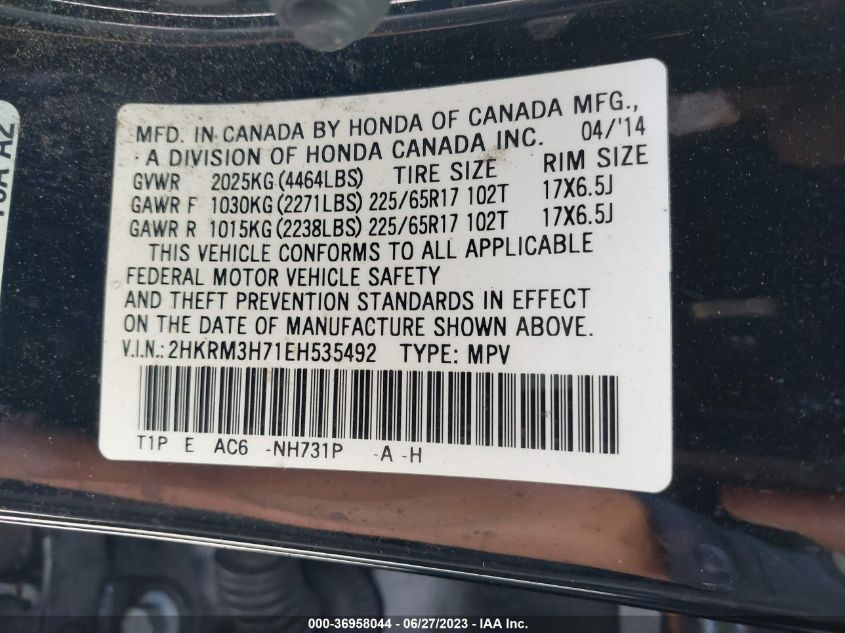 MFD. IN CANADA BY HONDA OF CANADA MFG.,
A DIVISION OF HONDA CANADA INC. 04/'14
GVWR 2025KG (4464LBS) TIRE SIZE RIM SIZE
GAWR F 1030KG (2271LBS) 225/65R17 102T 17X6.5J
GAWR R 1015KG (2238LBS) 225/65R17 102T 17X6.5J
THIS VEHICLE CONFORMS TO ALL APPLICABLE
FEDERAL MOTOR VEHICLE SAFETY
AND THEFT PREVENTION STANDARDS IN EFFECT
ON THE DATE OF MANUFACTURE SHOWN ABOVE.
V.I.N.: 2HKRM3H71EH535492 TYPE: MPV
T1P E AC6 -NH731P -A -H
000-36958044 - 06/27/2023 - IAA Inc.